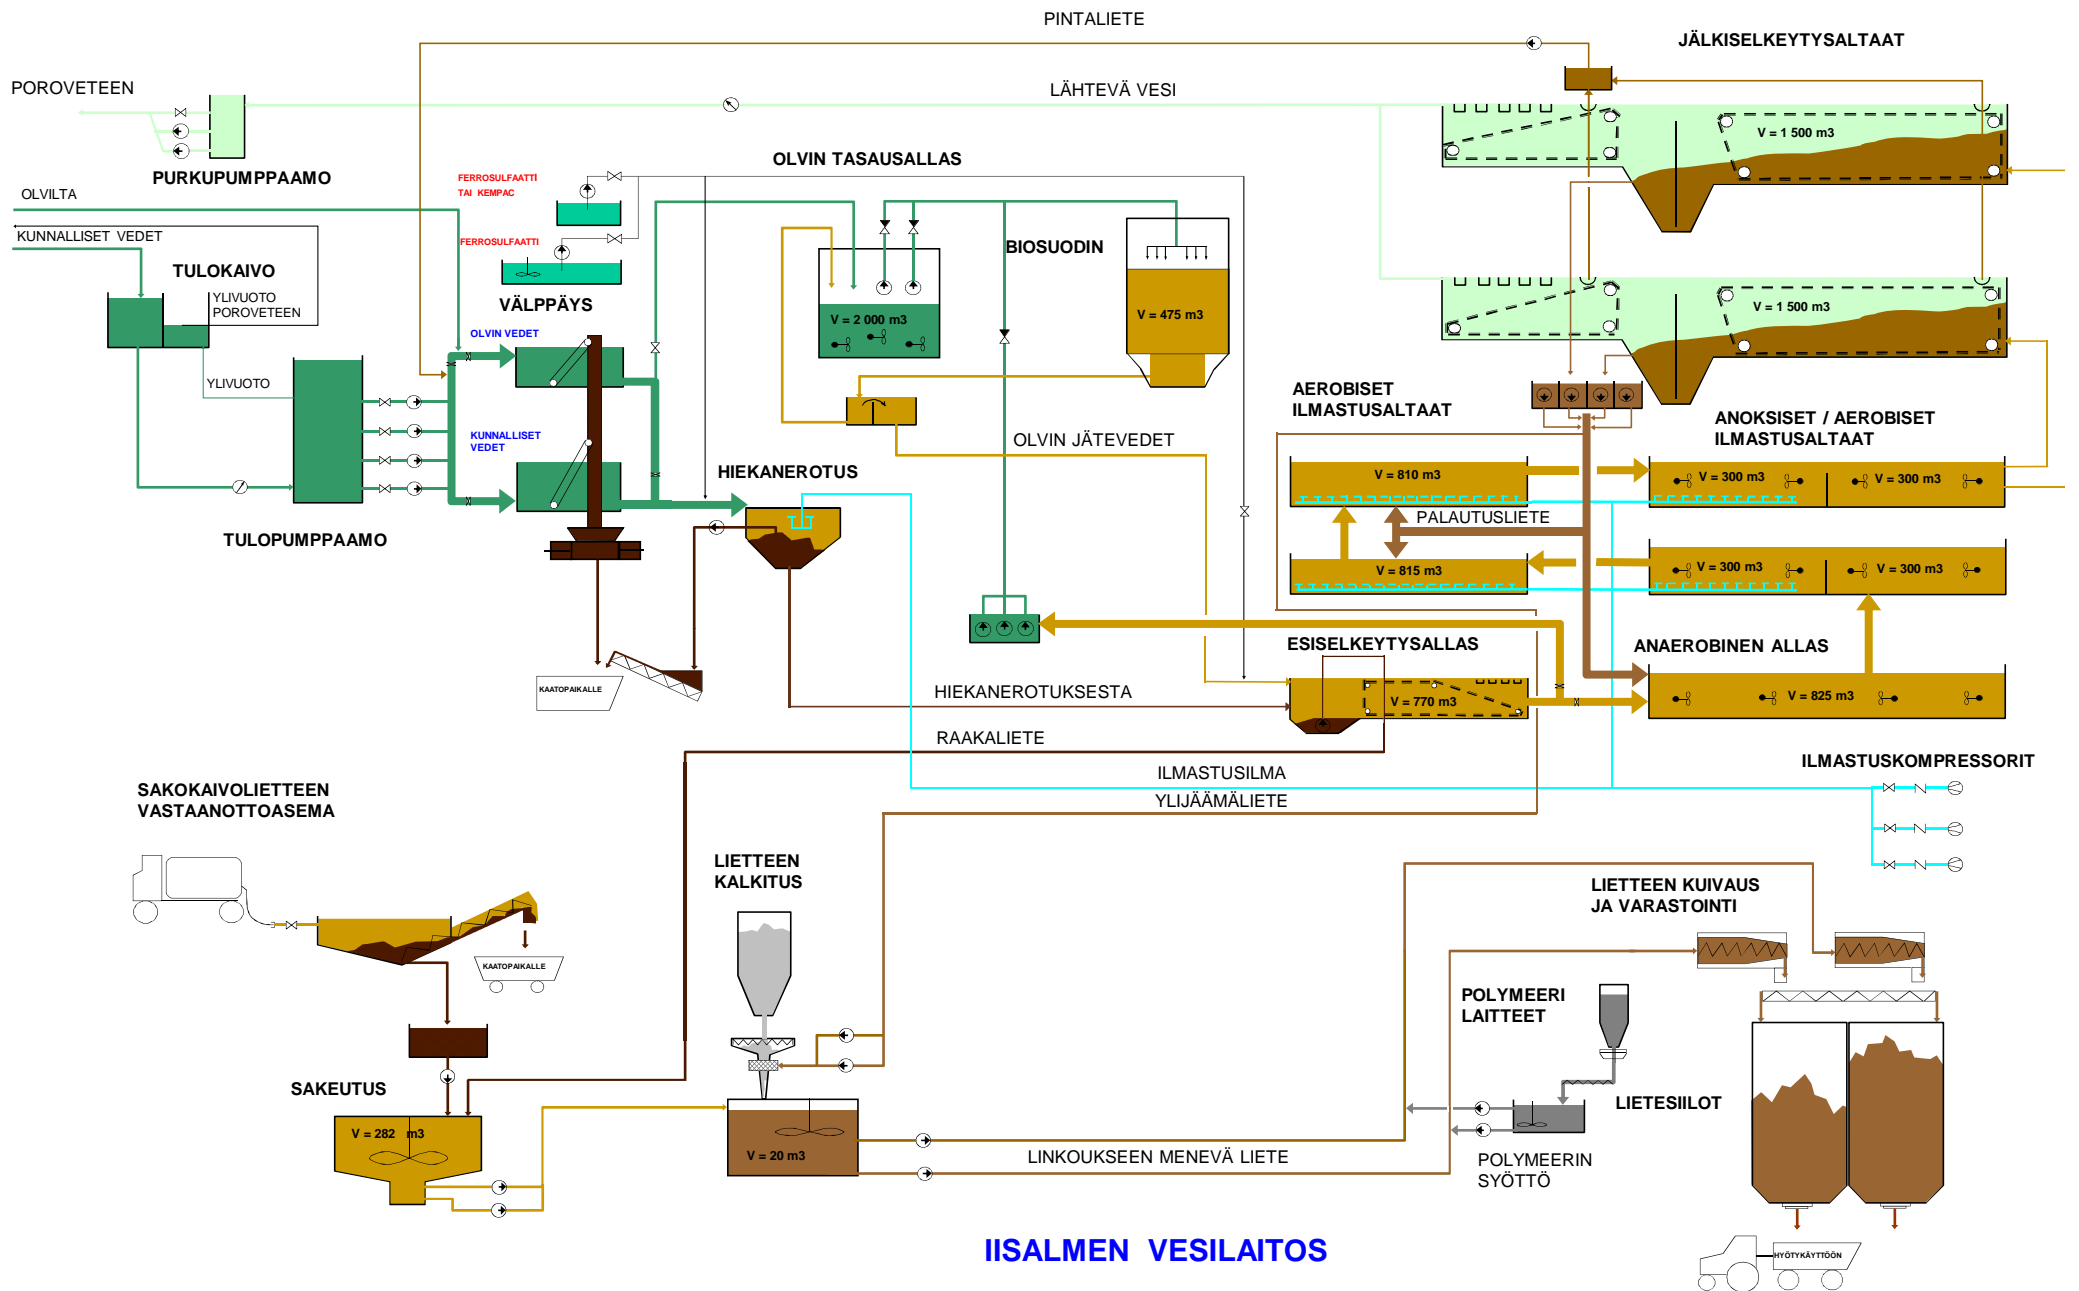 PINTALIETE
JÄLKISELKEYTYSALTAAT
POROVETEEN
LÄHTEVÄ VESI
V = 1 500 m3
PURKUPUMPPAAMO
OLVIN TASAUSALLAS
FERROSULFAATTI
TAI KEMPAC
OLVILTA
KUNNALLISET VEDET
FERROSULFAATTI
BIOSUODIN
TULOKAIVO
YLIVUOTO
POROVETEEN
VÄLPPÄYS
V = 2 000 m3
V = 475 m3
V = 1 500 m3
OLVIN VEDET
YLIVUOTO
AEROBISET
ILMASTUSALTAAT
ANOKSISET / AEROBISET
ILMASTUSALTAAT
KUNNALLISET
VEDET
OLVIN JÄTEVEDET
HIEKANEROTUS
V = 810 m3
V = 300 m3
V = 300 m3
PALAUTUSLIETE
TULOPUMPPAAMO
V = 815 m3
V = 300 m3
V = 300 m3
ESISELKEYTYSALLAS
ANAEROBINEN ALLAS
KAATOPAIKALLE
HIEKANEROTUKSESTA
V = 770 m3
V = 825 m3
RAAKALIETE
ILMASTUSILMA
ILMASTUSKOMPRESSORIT
YLIJÄÄMÄLIETE
SAKOKAIVOLIETTEEN
VASTAANOTTOASEMA
LIETTEEN
KALKITUS
LIETTEEN KUIVAUS
JA VARASTOINTI
KAATOPAIKALLE
POLYMEERI
LAITTEET
SAKEUTUS
LIETESIILOT
V = 282 m3
V = 20 m3
LINKOUKSEEN MENEVÄ LIETE
POLYMEERIN
SYÖTTÖ
IISALMEN VESILAITOS
HYÖTYKÄYTTÖÖN